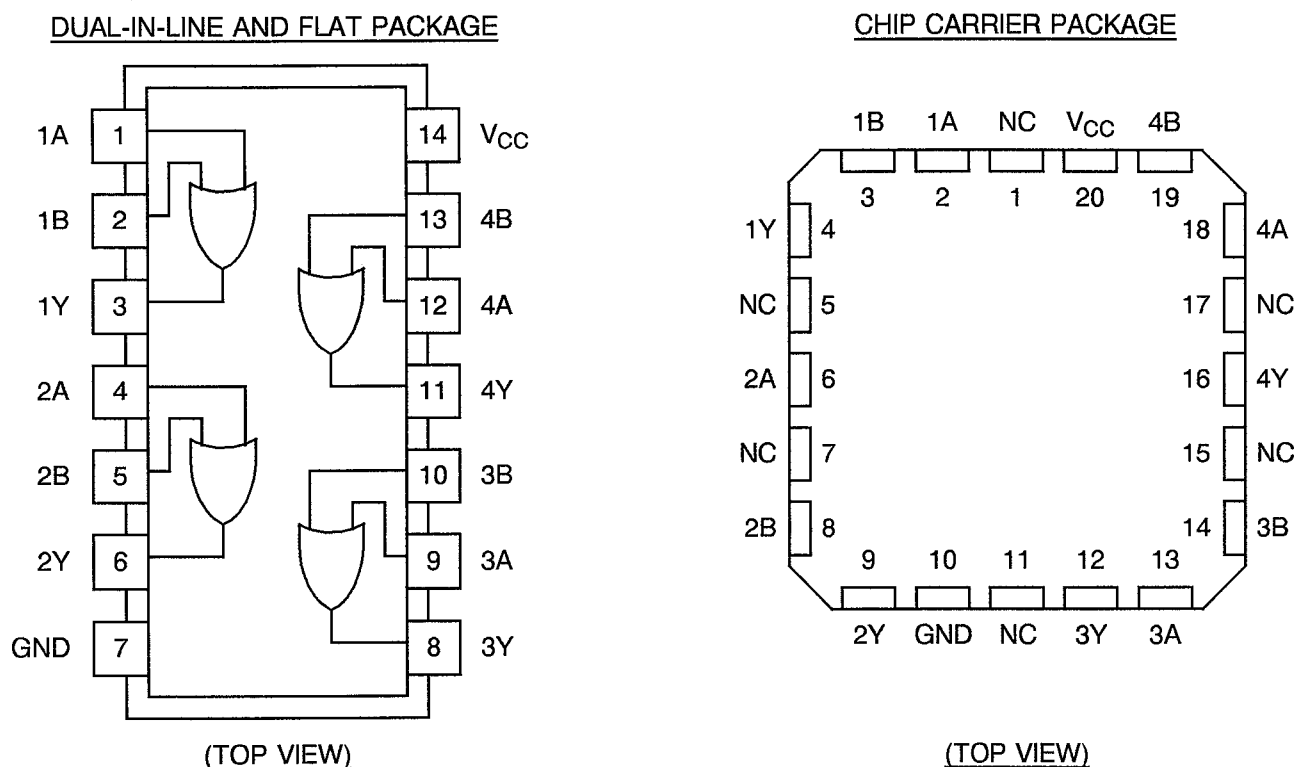 DUAL-IN-LINE AND FLAT PACKAGE
1A 1 14 VCC
1B 2 13 4B
1Y 3 12 4A
2A 4 11 4Y
2B 5 10 3B
2Y 6 9 3A
GND 7 8 3Y
(TOP VIEW)
CHIP CARRIER PACKAGE
1B 1A NC VCC 4B
3 2 1 20 19
1Y 4 18 4A
NC 5 17 NC
2A 6 16 4Y
NC 7 15 NC
2B 8 14 3B
9 10 11 12 13
2Y GND NC 3Y 3A
(TOP VIEW)